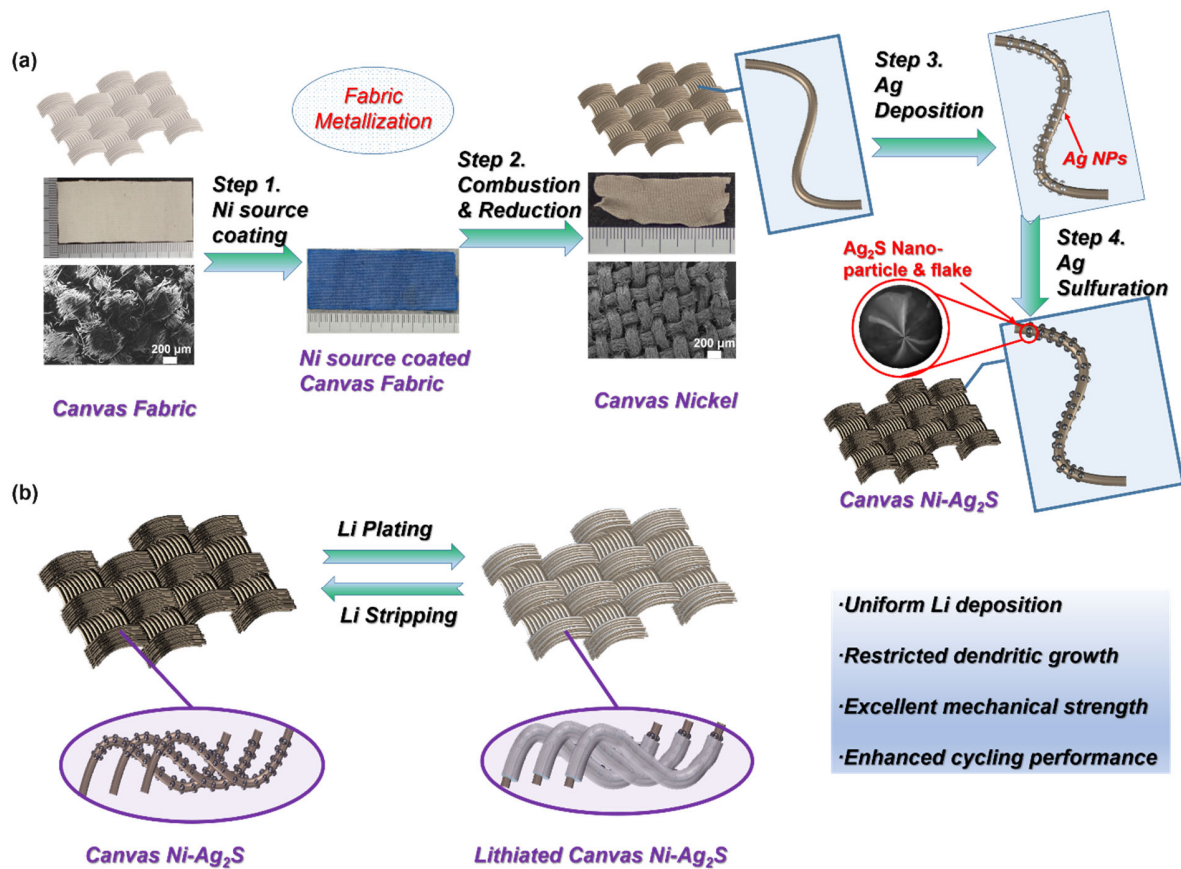 (a)
Fabric
Metallization
Step 1.
Ni source
coating
Step 2.
Combustion
& Reduction
Step 3.
Ag
Deposition
Ag NPs
Step 4.
Ag
Sulfuration
Ag₂S Nano-
particle & flake
200 µm
200 µm
Canvas Fabric
Ni source coated
Canvas Fabric
Canvas Nickel
Canvas Ni-Ag₂S
(b)
Li Plating
Li Stripping
Canvas Ni-Ag₂S
Lithiated Canvas Ni-Ag₂S
·Uniform Li deposition
·Restricted dendritic growth
·Excellent mechanical strength
·Enhanced cycling performance